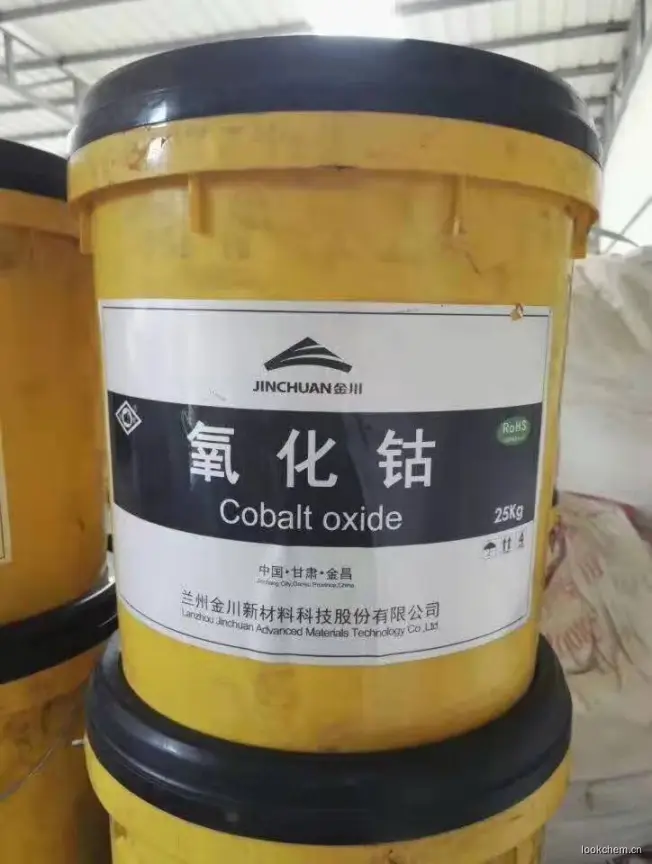 JINCHUAN金川
氧化钴
RoHS
Cobalt oxide
25Kg
中国·甘肃·金昌
兰州金川新材料科技股份有限公司
Lanzhou Jinchuan Advanced Materials Technology Co.,Ltd.
lookchem.cn